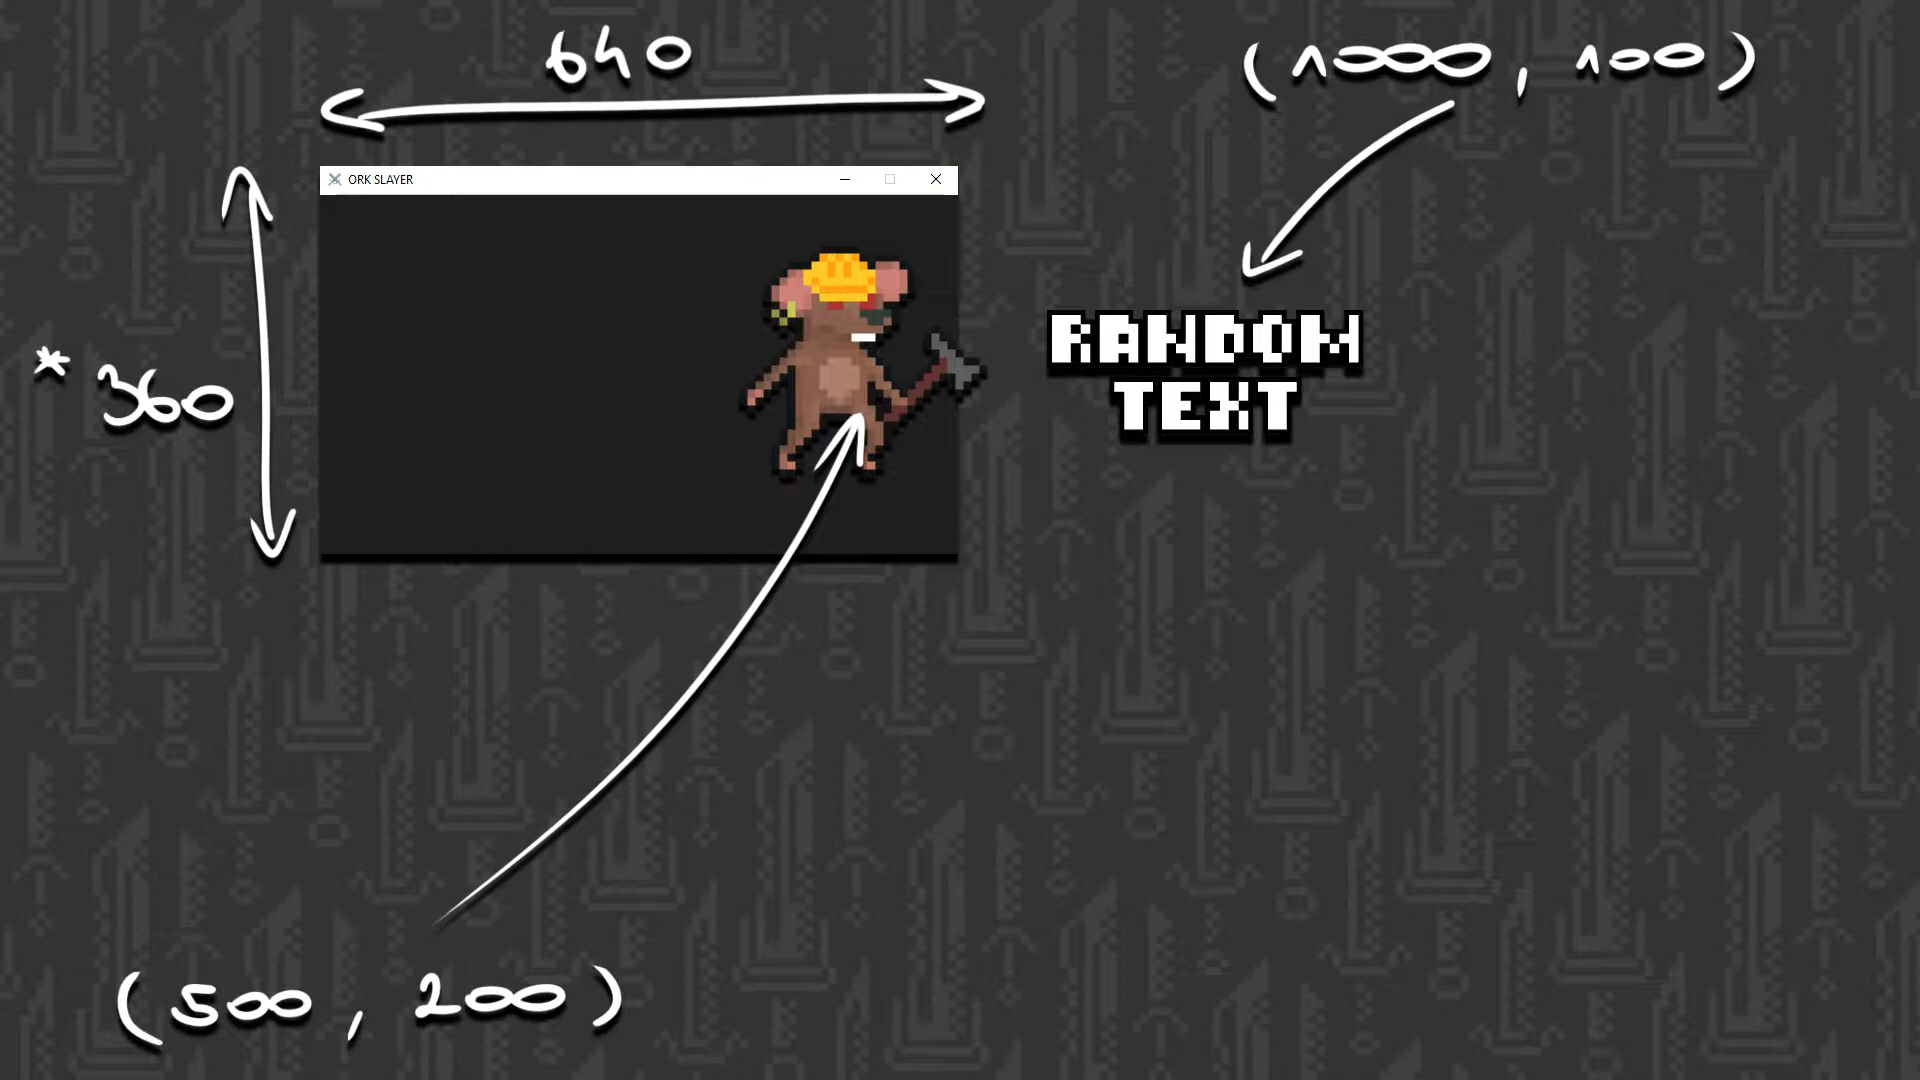 640
(1000, 100)
ORK SLAYER
* 360
RANDOM
TEXT
(500, 200)